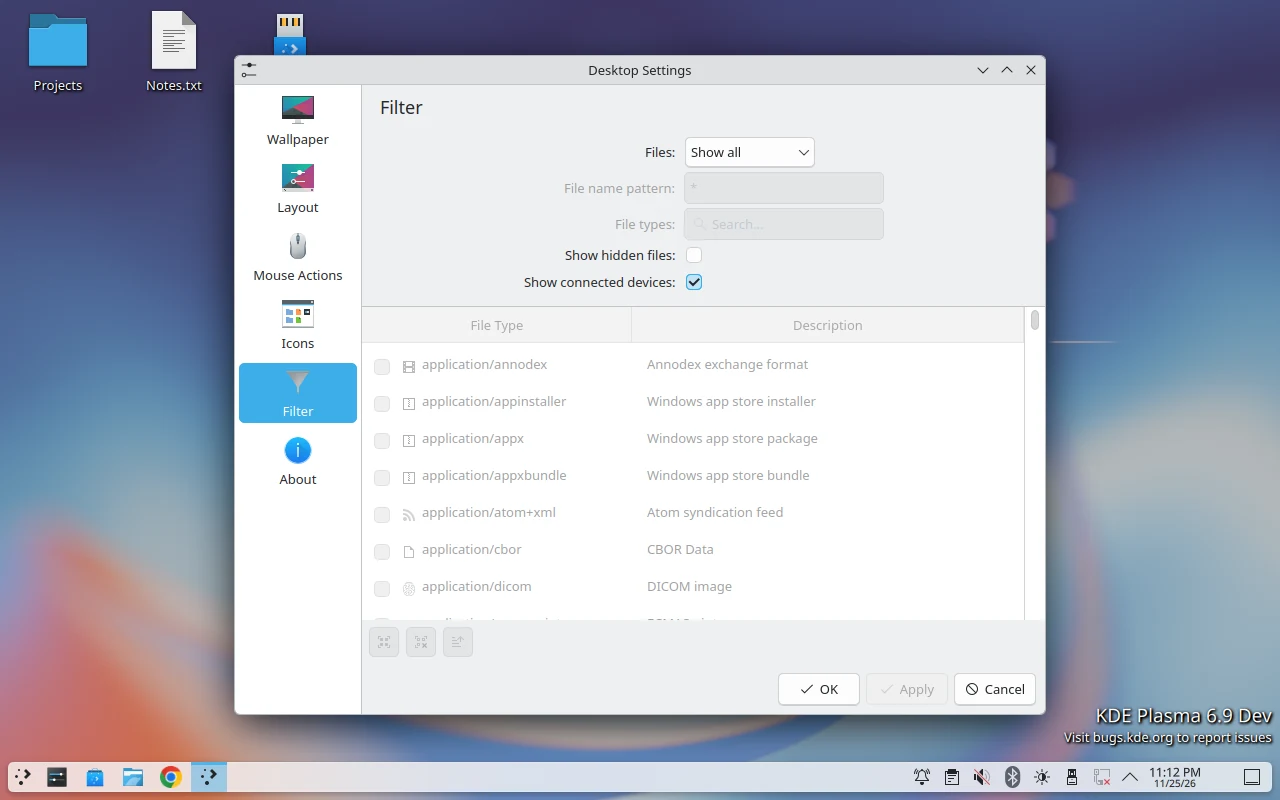 Projects
Notes.txt
Desktop Settings
Wallpaper
Layout
Mouse Actions
Icons
Filter
About
Filter
Files: Show all
File name pattern: *
File types: Search...
Show hidden files:
Show connected devices:
File Type Description
application/annodex Annodex exchange format
application/appinstaller Windows app store installer
application/appx Windows app store package
application/appxbundle Windows app store bundle
application/atom+xml Atom syndication feed
application/cbor CBOR Data
application/dicom DICOM image
OK Apply Cancel
KDE Plasma 6.9 Dev
Visit bugs.kde.org to report issues
11:12 PM
11/25/26